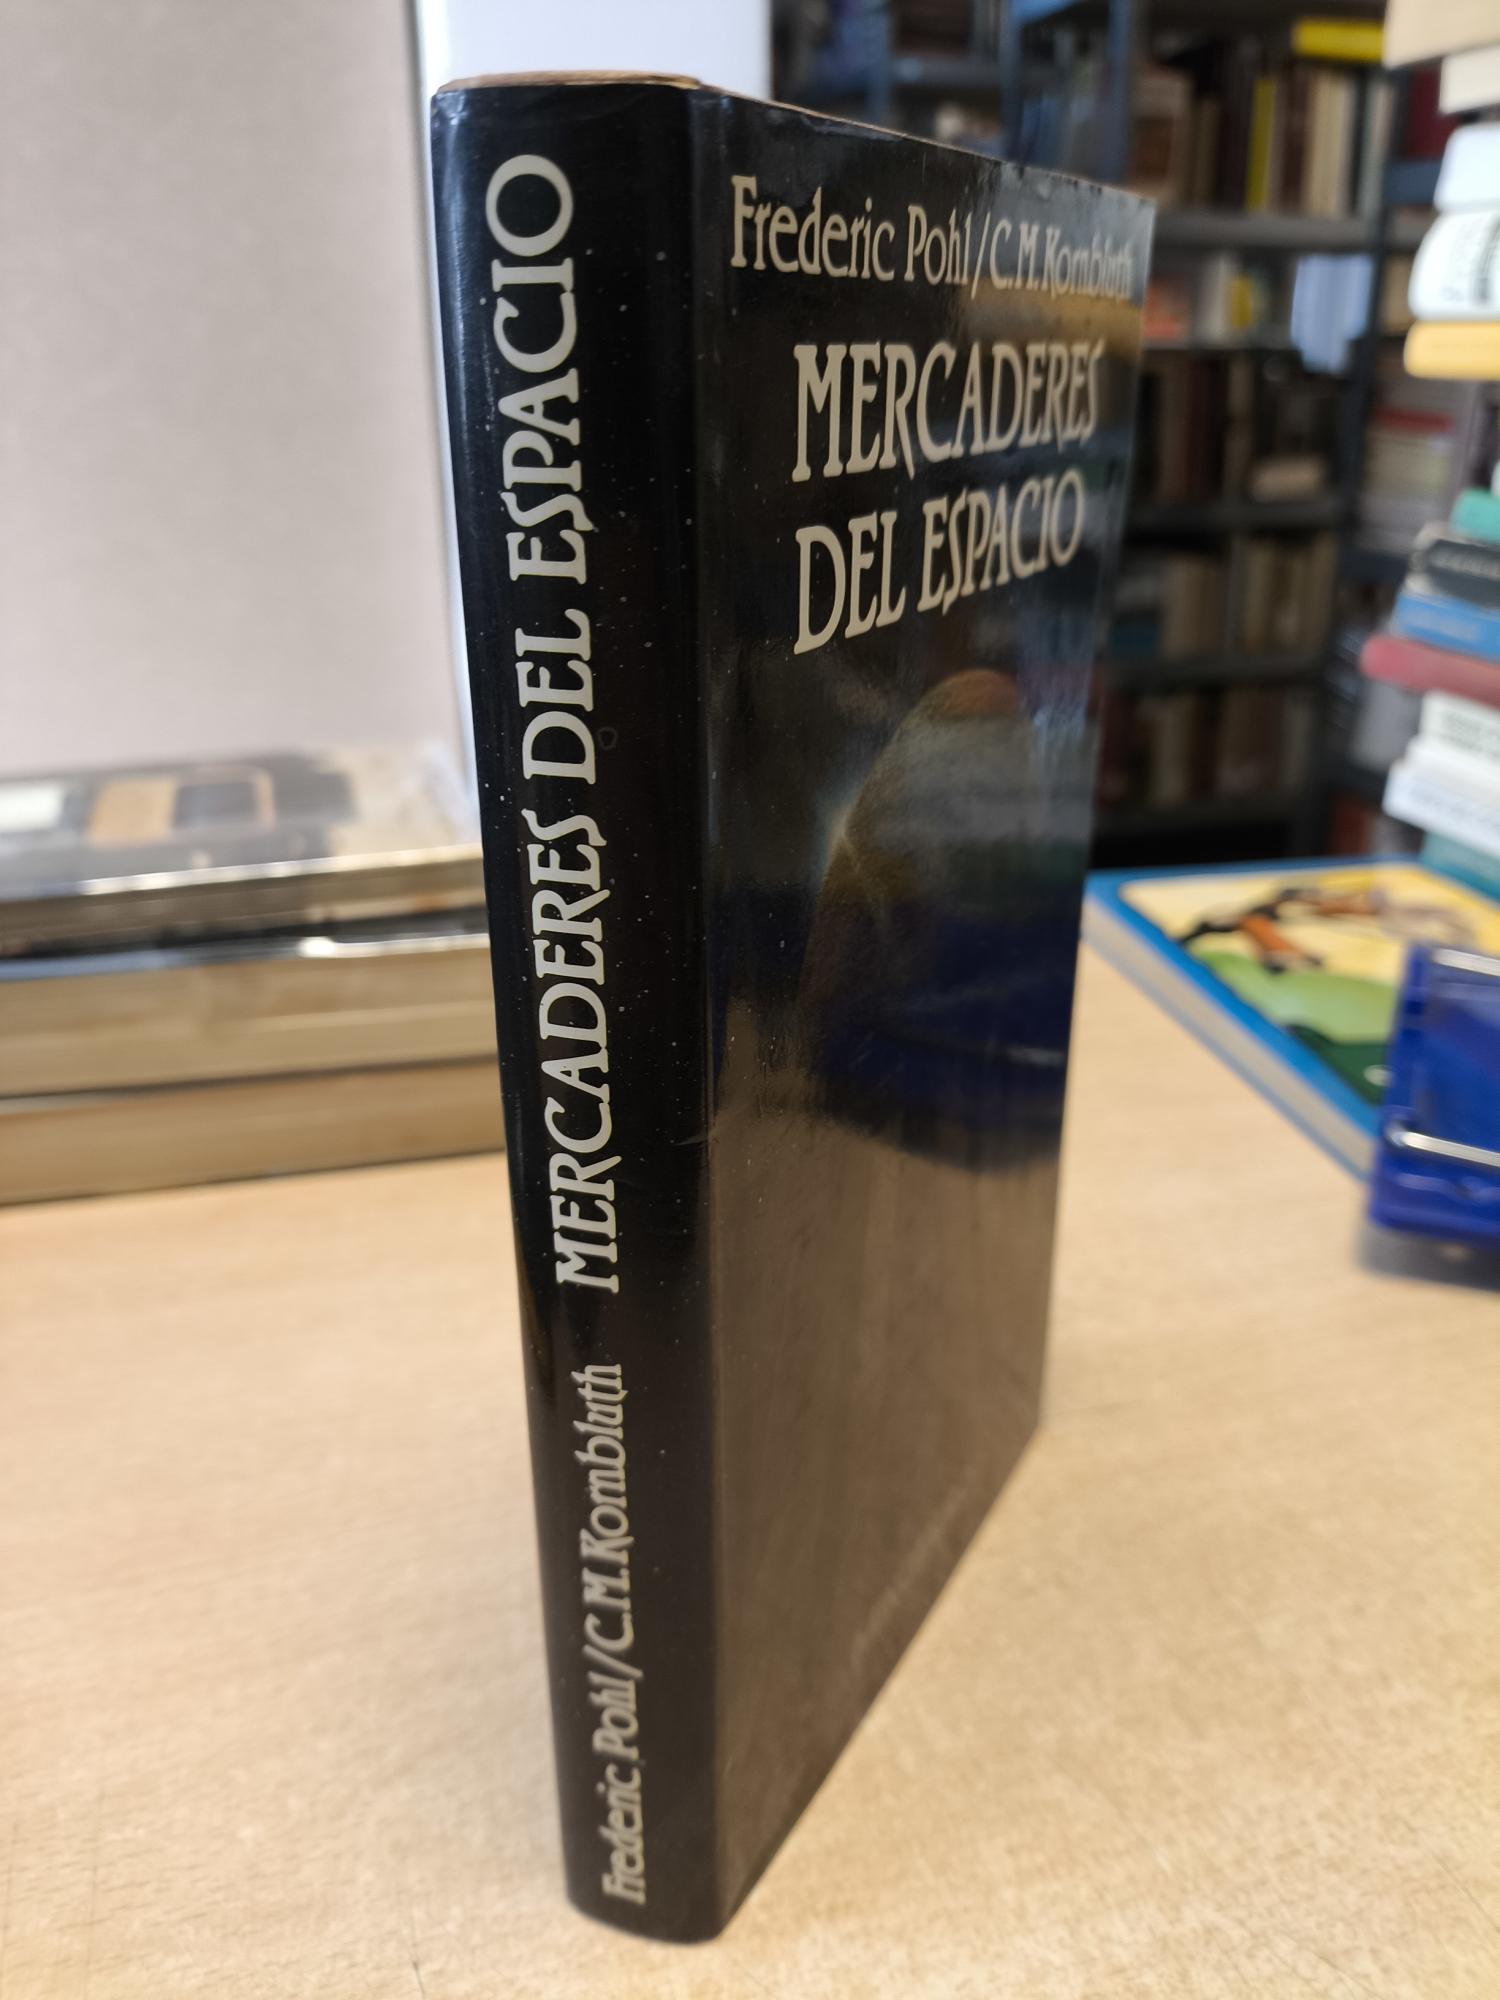 Frederic Pohl/C.M.Kornbluth MERCADERES DEL ESPACIO
Frederic Pohl/C.M.Kornbluth
MERCADERES
DEL ESPACIO